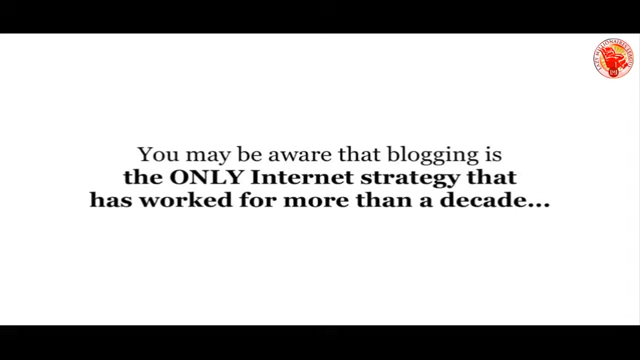 You may be aware that blogging is
the ONLY Internet strategy that
has worked for more than a decade...